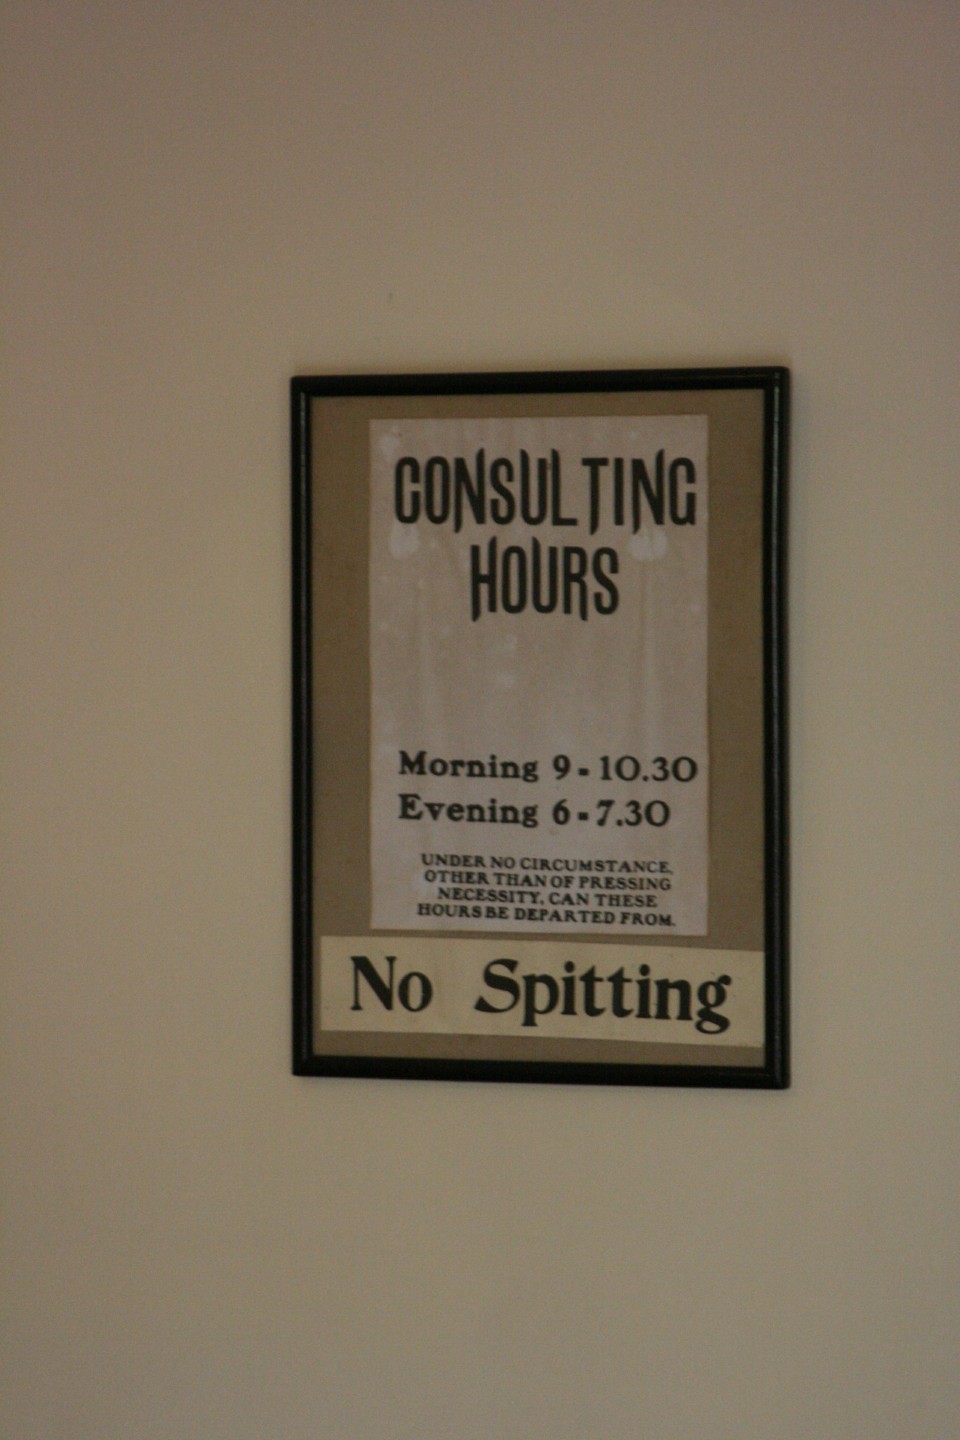 CONSULTING
HOURS
Morning 9-10.30
Evening 6-7.30
UNDER NO CIRCUMSTANCE,
OTHER THAN OF PRESSING
NECESSITY, CAN THESE
HOURS BE DEPARTED FROM.
No Spitting